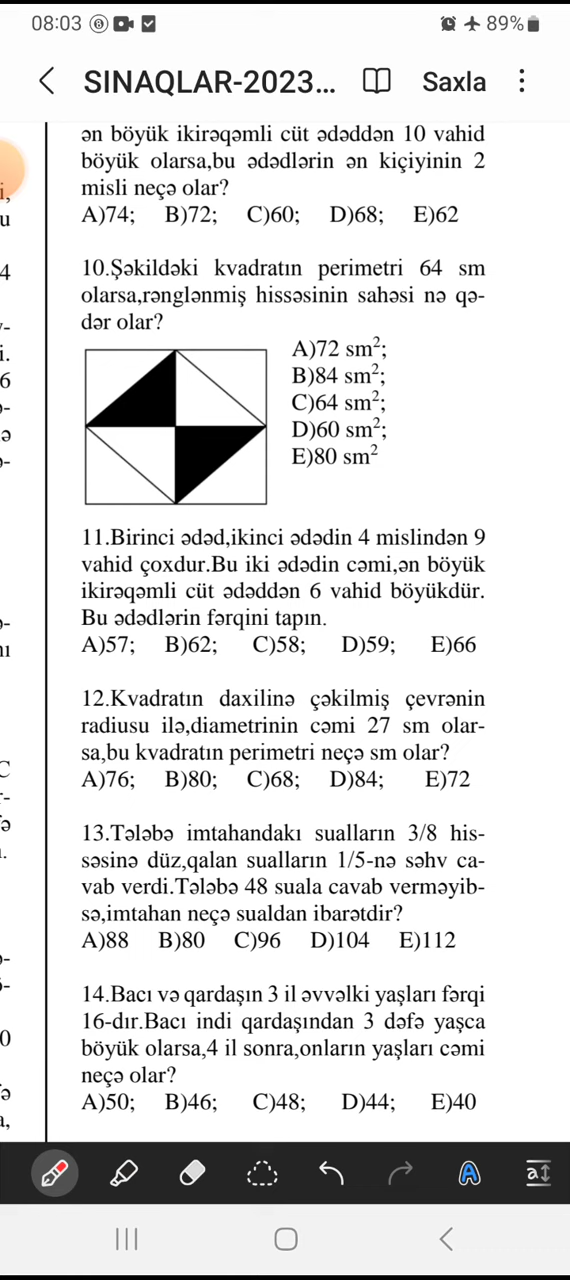 08:03 89%
SINAQLAR-2023... Saxla
ən böyük ikirəqəmli cüt ədəddən 10 vahid
böyük olarsa,bu ədədlərin ən kiçiyinin 2
misli neçə olar?
A)74; B)72; C)60; D)68; E)62
10.Şəkildəki kvadratın perimetri 64 sm
olarsa,rənglənmiş hissəsinin sahəsi nə qə-
dər olar?
A)72 sm²;
B)84 sm²;
C)64 sm²;
D)60 sm²;
E)80 sm²
11.Birinci ədəd,ikinci ədədin 4 mislindən 9
vahid çoxdur.Bu iki ədədin cəmi,ən böyük
ikirəqəmli cüt ədəddən 6 vahid böyükdür.
Bu ədədlərin fərqini tapın.
A)57; B)62; C)58; D)59; E)66
12.Kvadratın daxilinə çəkilmiş çevrənin
radiusu ilə,diametrinin cəmi 27 sm olar-
sa,bu kvadratın perimetri neçə sm olar?
A)76; B)80; C)68; D)84; E)72
13.Tələbə imtahandakı sualların 3/8 his-
səsinə düz,qalan sualların 1/5-nə səhv ca-
vab verdi.Tələbə 48 suala cavab verməyib-
sə,imtahan neçə sualdan ibarətdir?
A)88 B)80 C)96 D)104 E)112
14.Bacı və qardaşın 3 il əvvəlki yaşları fərqi
16-dır.Bacı indi qardaşından 3 dəfə yaşca
böyük olarsa,4 il sonra,onların yaşları cəmi
neçə olar?
A)50; B)46; C)48; D)44; E)40